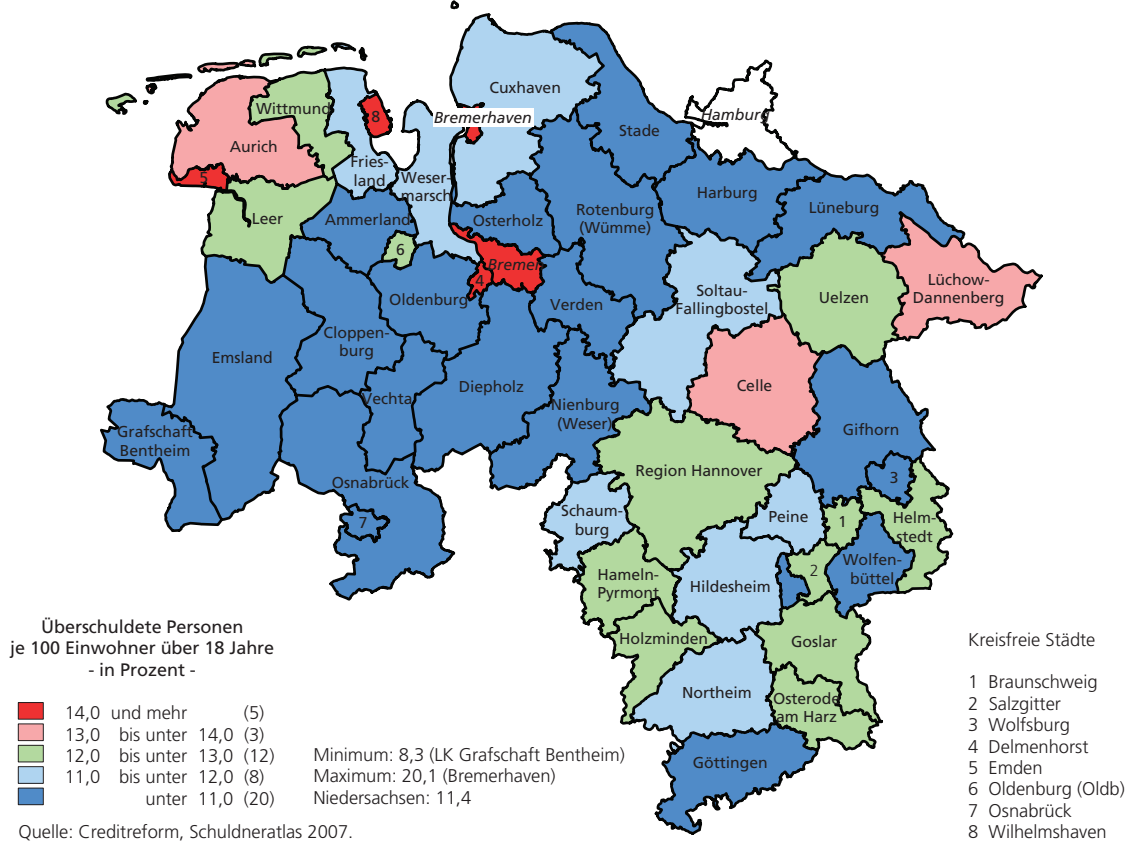 Cuxhaven
Bremerhaven
Hamburg
Stade
Wittmund
8
Aurich
Fries-
land
Weser-
marsch
5
Harburg
Lüneburg
Leer
Ammerland
Osterholz
Rotenburg
(Wümme)
6
Bremen
4
Oldenburg
Verden
Soltau-
Fallingbostel
Uelzen
Lüchow-
Dannenberg
Emsland
Cloppen-
burg
Vechta
Diepholz
Celle
Nienburg
(Weser)
Gifhorn
Grafschaft
Bentheim
Region Hannover
3
Osnabrück
7
Schaum-
burg
Peine
1
Helm-
stedt
Wolfen-
büttel
2
Hameln-
Pyrmont
Hildesheim
Holzminden
Goslar
Northeim
Osterode
am Harz
Göttingen
Überschuldete Personen
je 100 Einwohner über 18 Jahre
- in Prozent -
14,0 und mehr (5)
13,0 bis unter 14,0 (3)
12,0 bis unter 13,0 (12)
11,0 bis unter 12,0 (8)
unter 11,0 (20)
Minimum: 8,3 (LK Grafschaft Bentheim)
Maximum: 20,1 (Bremerhaven)
Niedersachsen: 11,4
Quelle: Creditreform, Schuldneratlas 2007.
Kreisfreie Städte
1 Braunschweig
2 Salzgitter
3 Wolfsburg
4 Delmenhorst
5 Emden
6 Oldenburg (Oldb)
7 Osnabrück
8 Wilhelmshaven